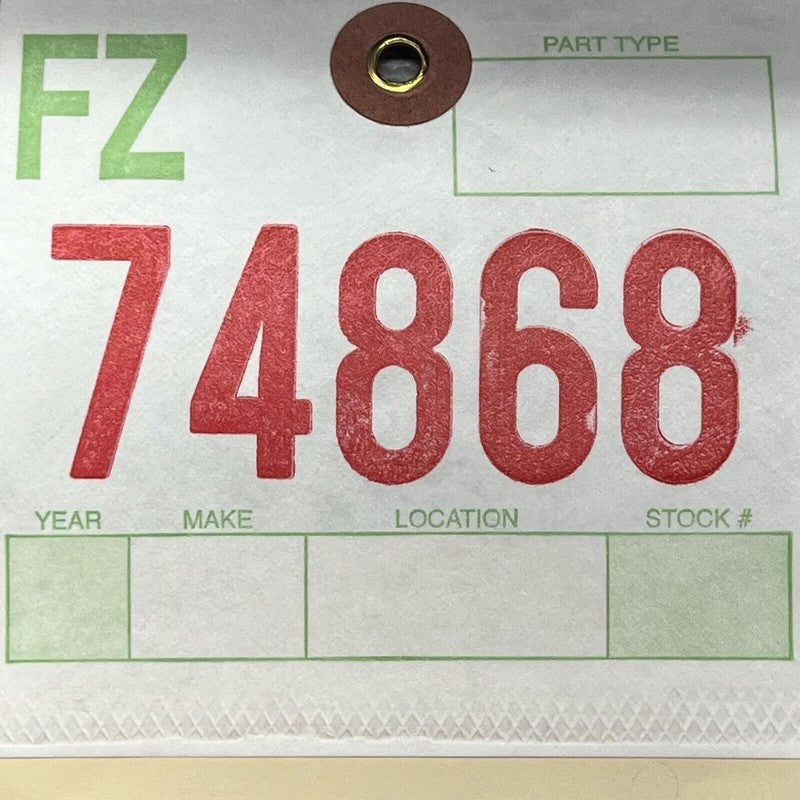 FZ
PART TYPE
74868
YEAR MAKE LOCATION STOCK #